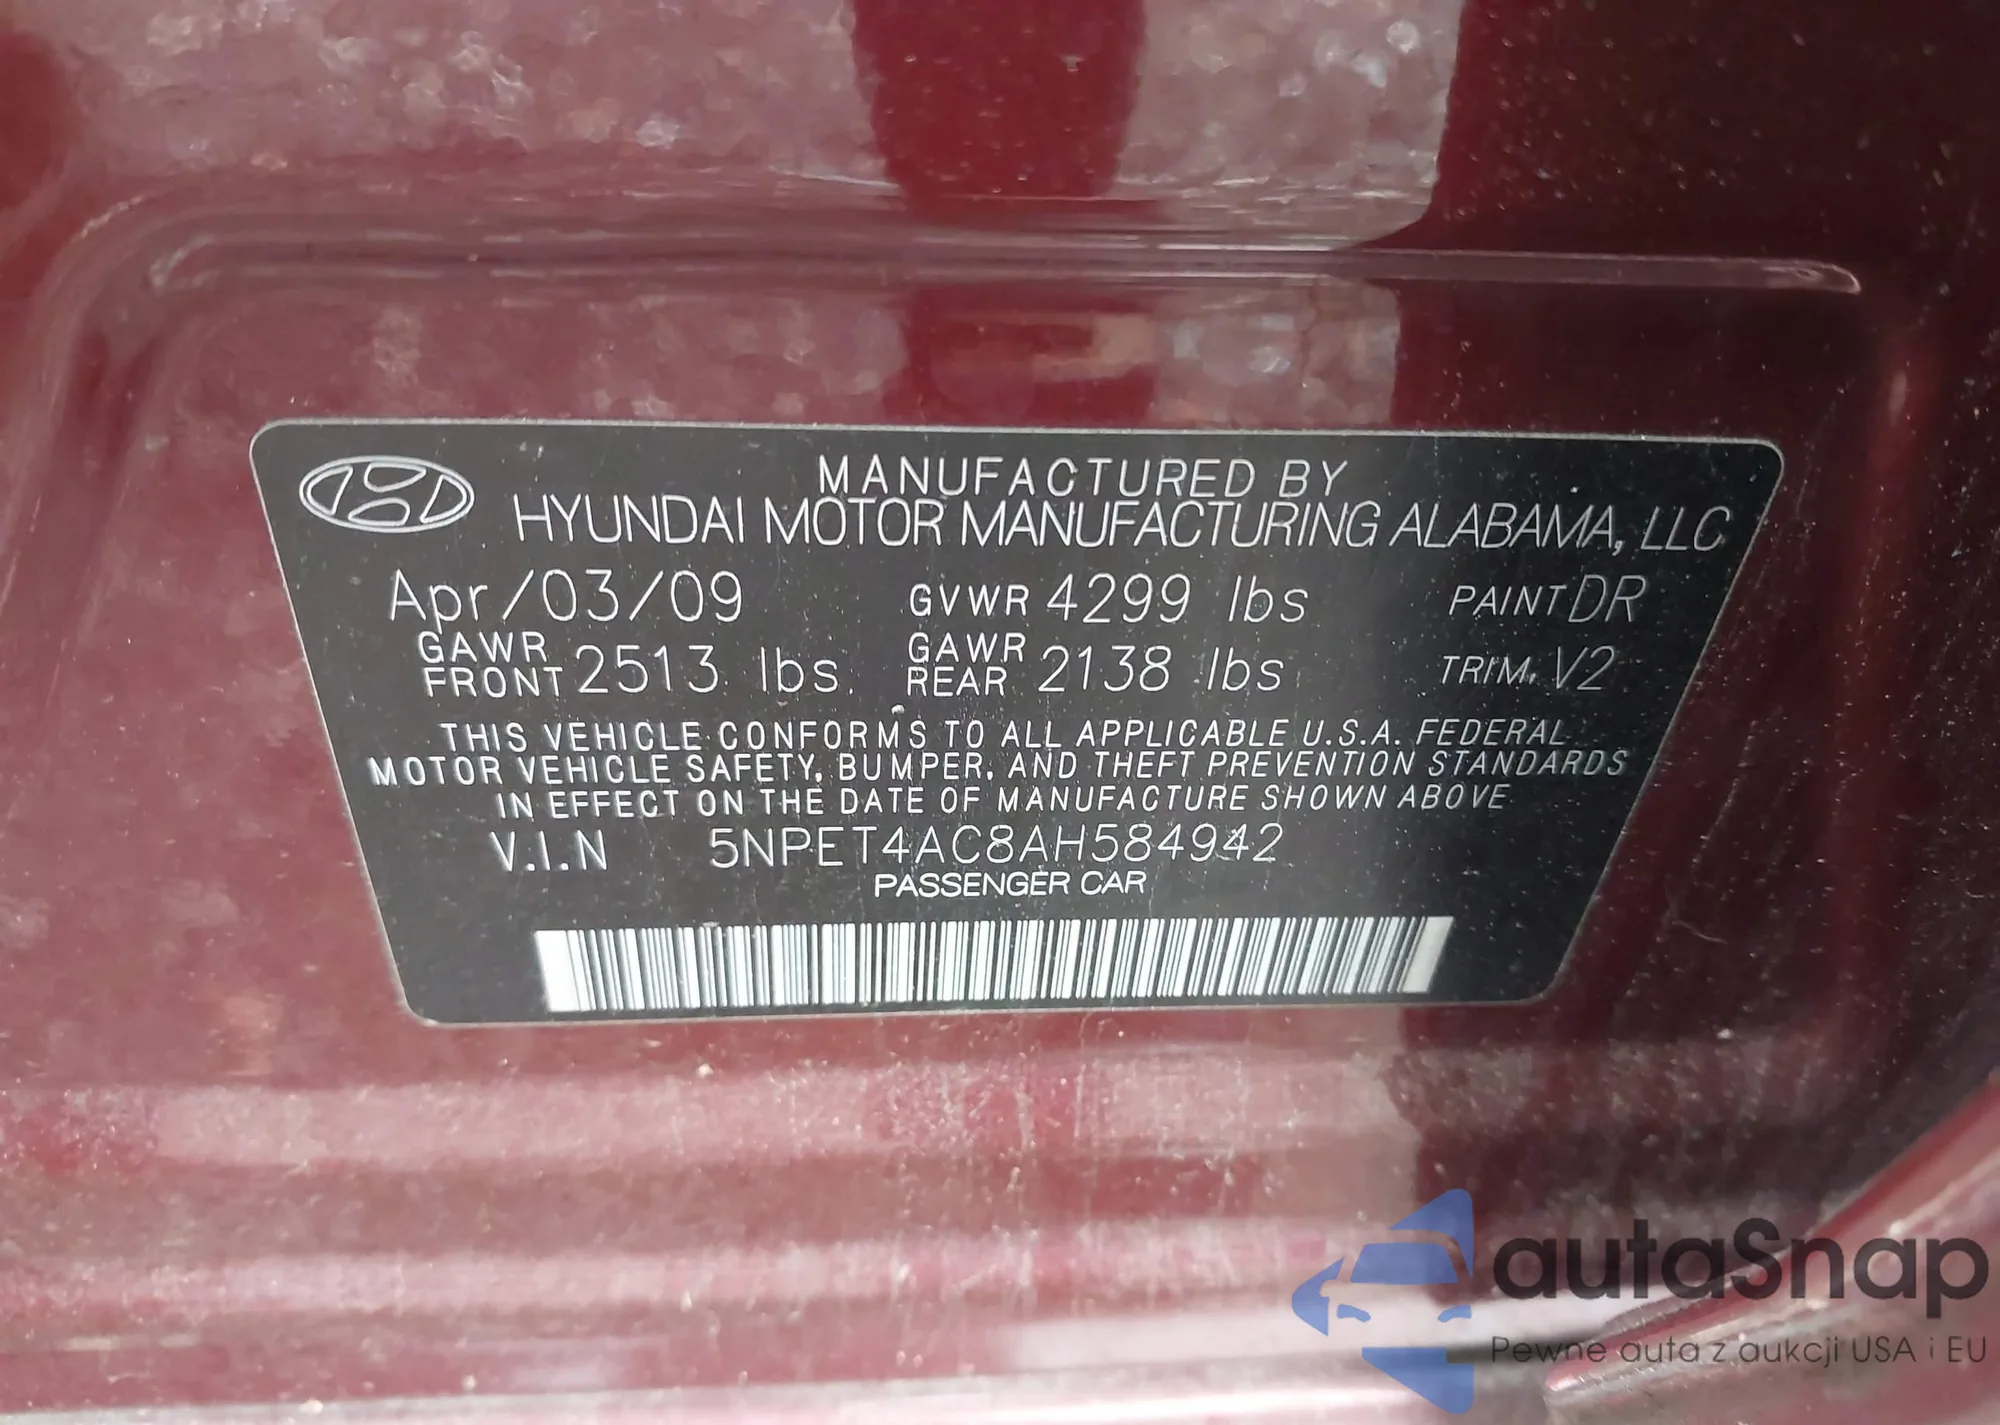 MANUFACTURED BY
HYUNDAI MOTOR MANUFACTURING ALABAMA, LLC
Apr/03/09 GVWR 4299 lbs PAINT DR
GAWR FRONT 2513 lbs. GAWR REAR 2138 lbs TRIM. V2
THIS VEHICLE CONFORMS TO ALL APPLICABLE U.S.A. FEDERAL
MOTOR VEHICLE SAFETY, BUMPER, AND THEFT PREVENTION STANDARDS
IN EFFECT ON THE DATE OF MANUFACTURE SHOWN ABOVE
V.I.N 5NPET4AC8AH584942
PASSENGER CAR
autaSnap
Pewne auta z aukcji USA i EU